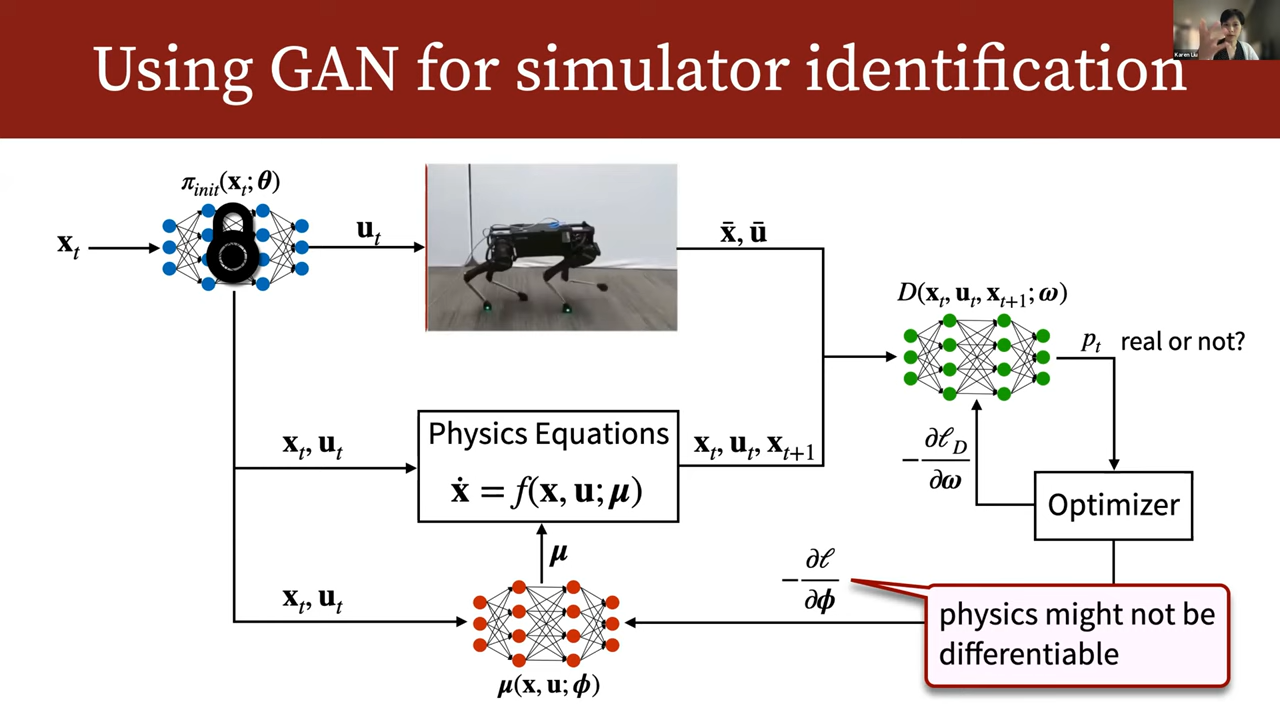 Using GAN for simulator identification
Karen Liu
π_init(x_t; θ)
x_t
u_t
x̄, ū
D(x_t, u_t, x_{t+1}; ω)
p_t real or not?
x_t, u_t
Physics Equations
ẋ = f(x, u; μ)
x_t, u_t, x_{t+1}
−∂ℓ_D/∂ω
Optimizer
μ
−∂ℓ/∂ϕ
x_t, u_t
physics might not be
differentiable
μ(x, u; ϕ)